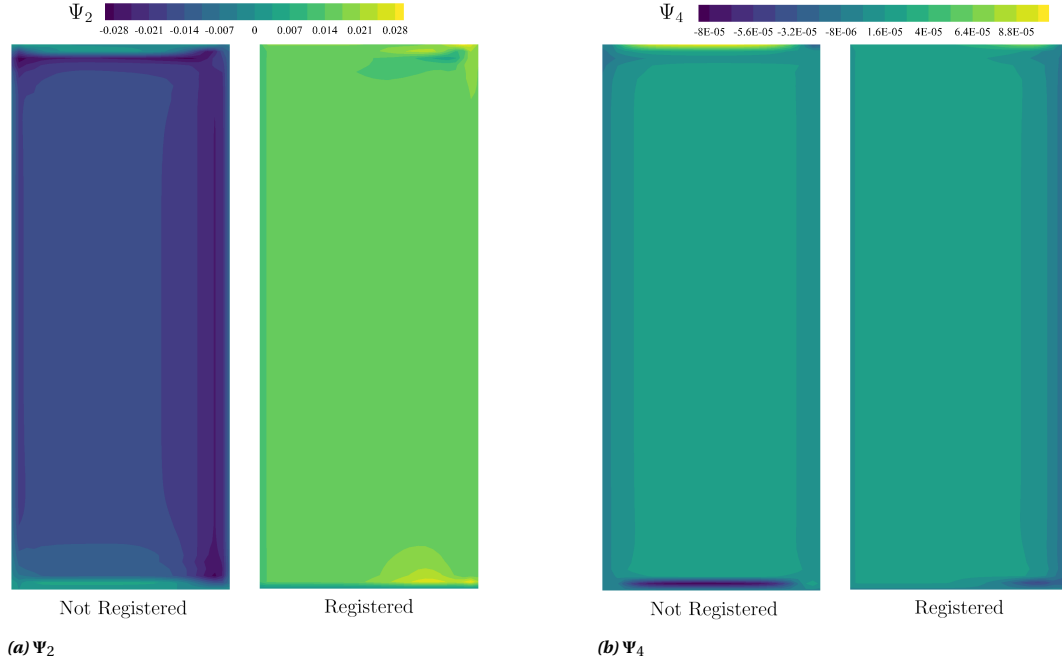 Ψ2
-0.028 -0.021 -0.014 -0.007 0 0.007 0.014 0.021 0.028
Ψ4
-8E-05 -5.6E-05 -3.2E-05 -8E-06 1.6E-05 4E-05 6.4E-05 8.8E-05
Not Registered
Registered
Not Registered
Registered
(a) Ψ2
(b) Ψ4